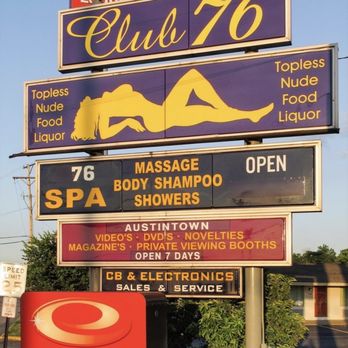 Club 76
Topless
Nude
Food
Liquor
Topless
Nude
Food
Liquor
76
SPA
MASSAGE
BODY SHAMPOO
SHOWERS
OPEN
AUSTINTOWN
VIDEO'S · DVD'S · NOVELTIES
MAGAZINE'S · PRIVATE VIEWING BOOTHS
OPEN 7 DAYS
CB & ELECTRONICS
SALES & SERVICE
SPEED
LIMIT
25